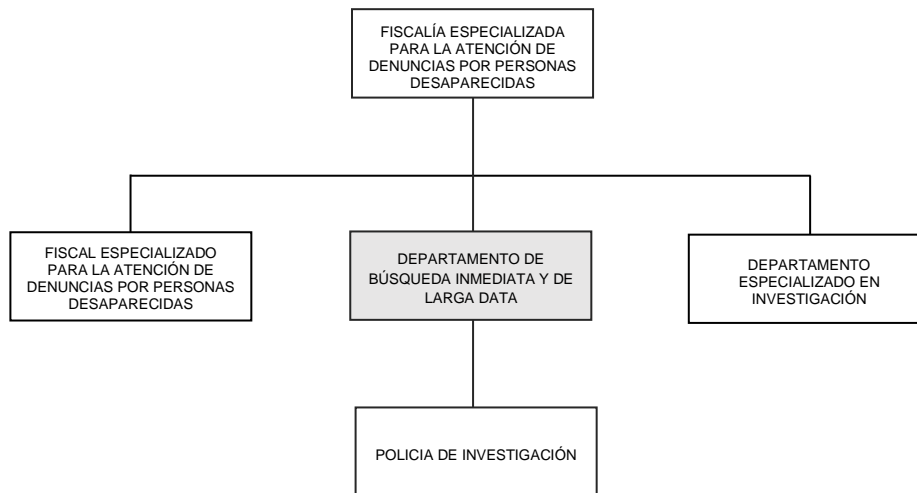 FISCALÍA ESPECIALIZADA
PARA LA ATENCIÓN DE
DENUNCIAS POR PERSONAS
DESAPARECIDAS
FISCAL ESPECIALIZADO
PARA LA ATENCIÓN DE
DENUNCIAS POR PERSONAS
DESAPARECIDAS
DEPARTAMENTO DE
BÚSQUEDA INMEDIATA Y DE
LARGA DATA
DEPARTAMENTO
ESPECIALIZADO EN
INVESTIGACIÓN
POLICIA DE INVESTIGACIÓN